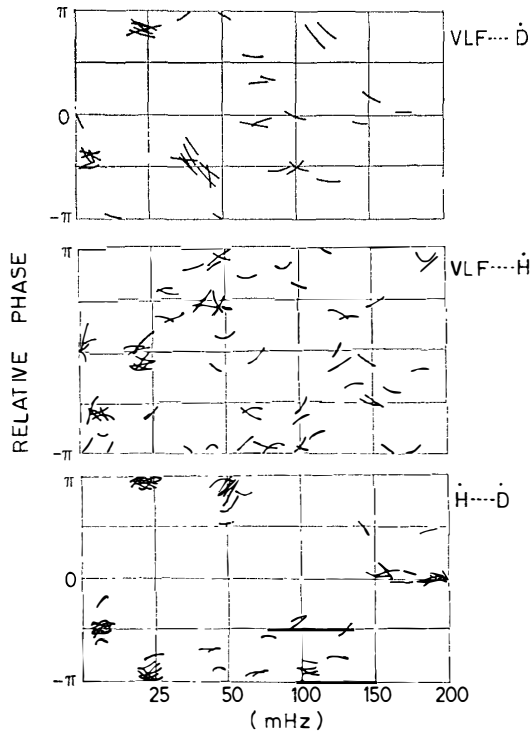 π
VLF---- Ḋ
0
-π
π
VLF---- Ḣ
RELATIVE PHASE
-π
π
Ḣ---- Ḋ
0
-π
25 50 100 150 200
(mHz)